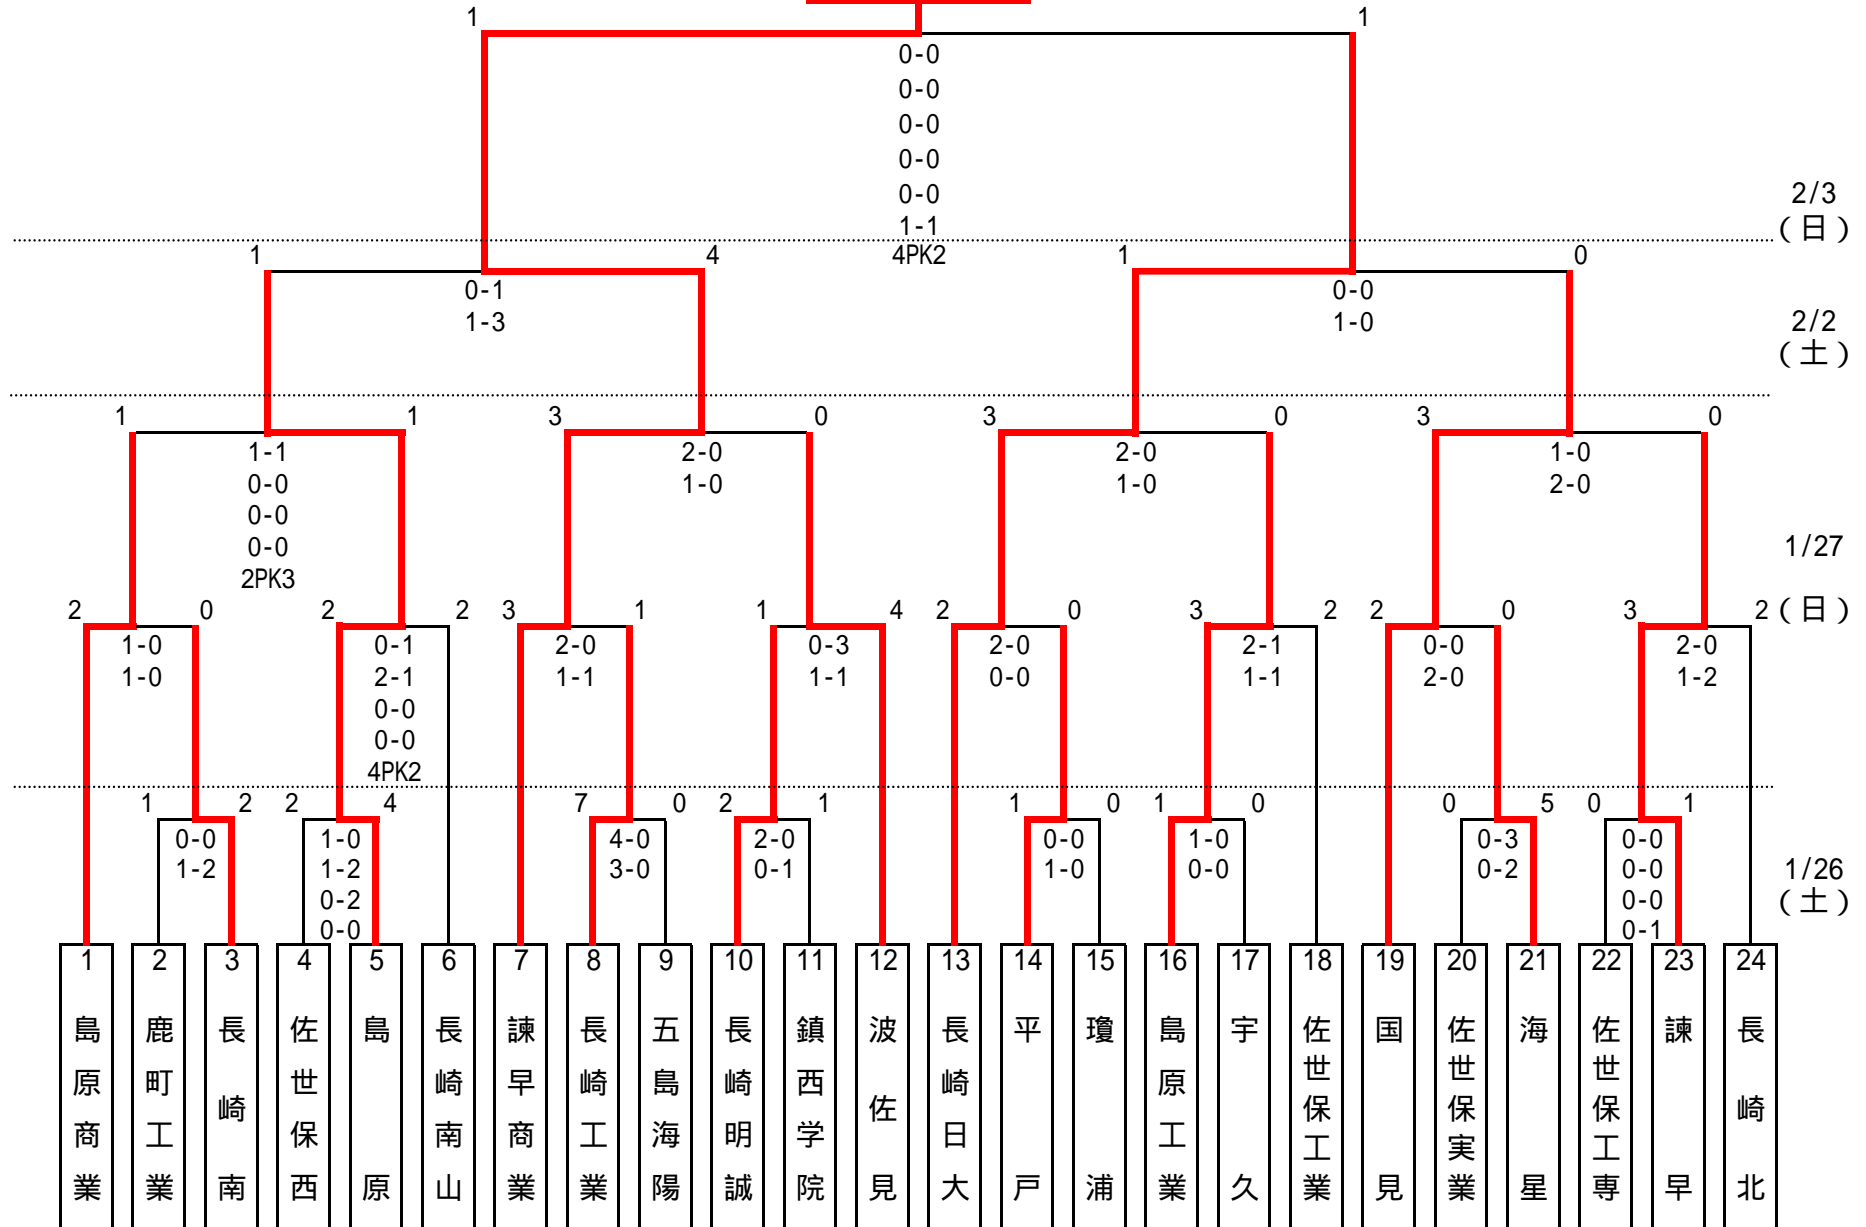 1 1
0-0
0-0
0-0
0-0
0-0
1-1
4PK2
2/3
(日)
1 4 1 0
0-1 0-0
1-3 1-0
2/2
(土)
1 1 3 0 3 0 3 0
1-1 2-0 2-0 1-0
0-0 1-0 1-0 2-0
0-0
0-0
2PK3
1/27
(日)
2 0 2 2 3 1 1 4 2 0 3 2 2 0 3 2
1-0 0-1 2-0 0-3 2-0 2-1 0-0 2-0
1-0 2-1 1-1 1-1 0-0 1-1 2-0 1-2
0-0
0-0
4PK2
1 2 2 4 7 0 2 1 1 0 1 0 0 5 0 1
0-0 1-0 4-0 2-0 0-0 1-0 0-3 0-0
1-2 1-2 3-0 0-1 1-0 0-0 0-2 0-0
0-2 0-0
0-0 0-1
1/26
(土)
1 2 3 4 5 6 7 8 9 10 11 12 13 14 15 16 17 18 19 20 21 22 23 24
島原商業
鹿町工業
長崎南
佐世保西
島原
長崎南山
諫早商業
長崎工業
五島海陽
長崎明誠
鎮西学院
波佐見
長崎日大
平戸
瓊浦
島原工業
宇久
佐世保工業
国見
佐世保実業
海星
佐世保工専
諫早
長崎北